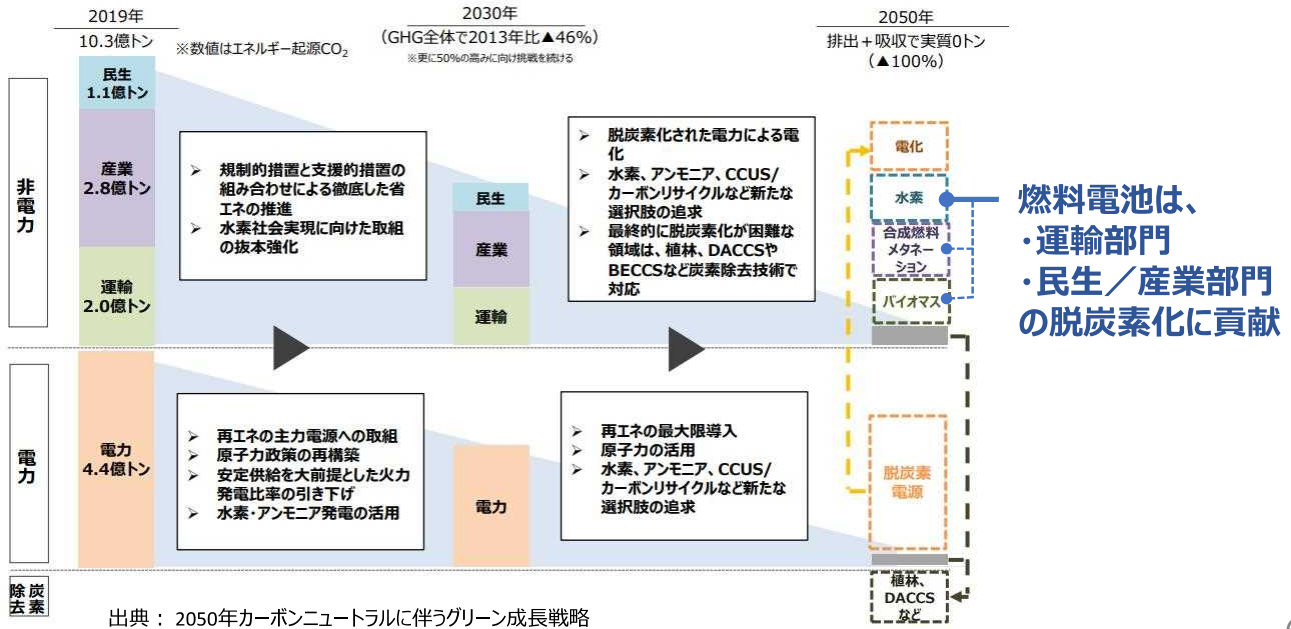 2019年
10.3億トン
※数値はエネルギー起源CO₂
2030年
(GHG全体で2013年比▲46%)
※更に50%の高みに向け挑戦を続ける
2050年
排出+吸収で実質0トン
(▲100%)
非電力
民生
1.1億トン
産業
2.8億トン
運輸
2.0億トン
➢ 規制的措置と支援的措置の
組み合わせによる徹底した省
エネの推進
➢ 水素社会実現に向けた取組
の抜本強化
民生
産業
運輸
➢ 脱炭素化された電力による電
化
➢ 水素、アンモニア、CCUS/
カーボンリサイクルなど新たな
選択肢の追求
➢ 最終的に脱炭素化が困難な
領域は、植林、DACCSや
BECCSなど炭素除去技術で
対応
電化
水素
合成燃料
メタネー
ション
バイオマス
燃料電池は、
・運輸部門
・民生/産業部門
の脱炭素化に貢献
電力
電力
4.4億トン
➢ 再エネの主力電源への取組
➢ 原子力政策の再構築
➢ 安定供給を大前提とした火力
発電比率の引き下げ
➢ 水素・アンモニア発電の活用
電力
➢ 再エネの最大限導入
➢ 原子力の活用
➢ 水素、アンモニア、CCUS/
カーボンリサイクルなど新たな
選択肢の追求
脱炭素
電源
炭素除去
植林、
DACCS
など
出典: 2050年カーボンニュートラルに伴うグリーン成長戦略